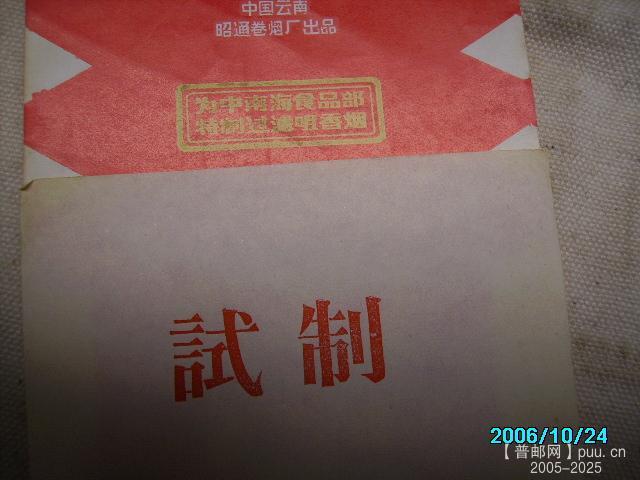 中国云南
昭通卷烟厂出品
为中南海食品部
特制过滤咀香烟
試制
2006/10/24
【普邮网】puu.cn
2005-2025